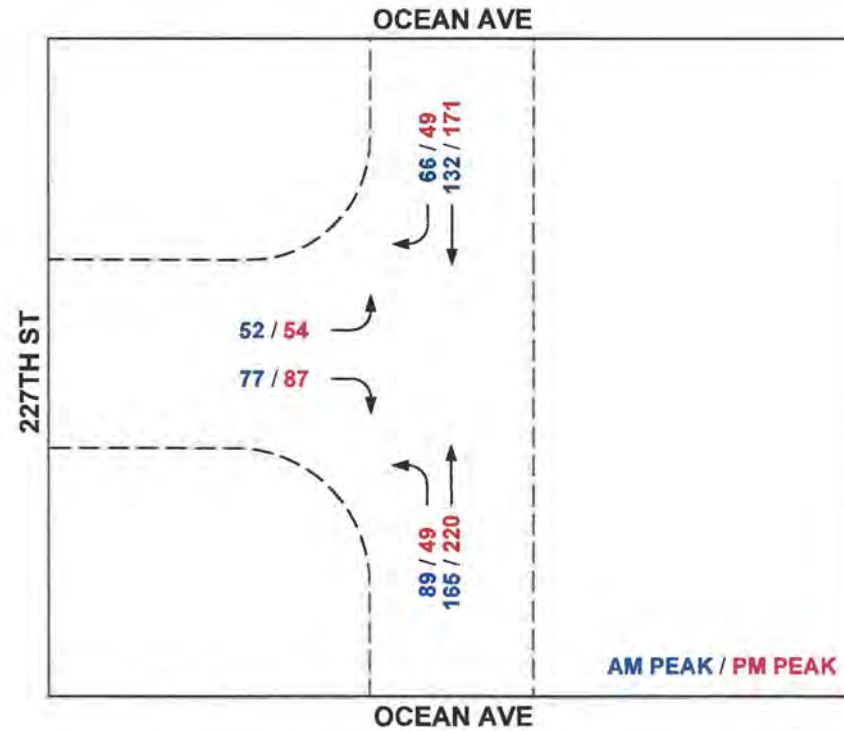 OCEAN AVE
66 / 49
132 / 171
227TH ST
52 / 54
77 / 87
89 / 49
165 / 220
AM PEAK / PM PEAK
OCEAN AVE